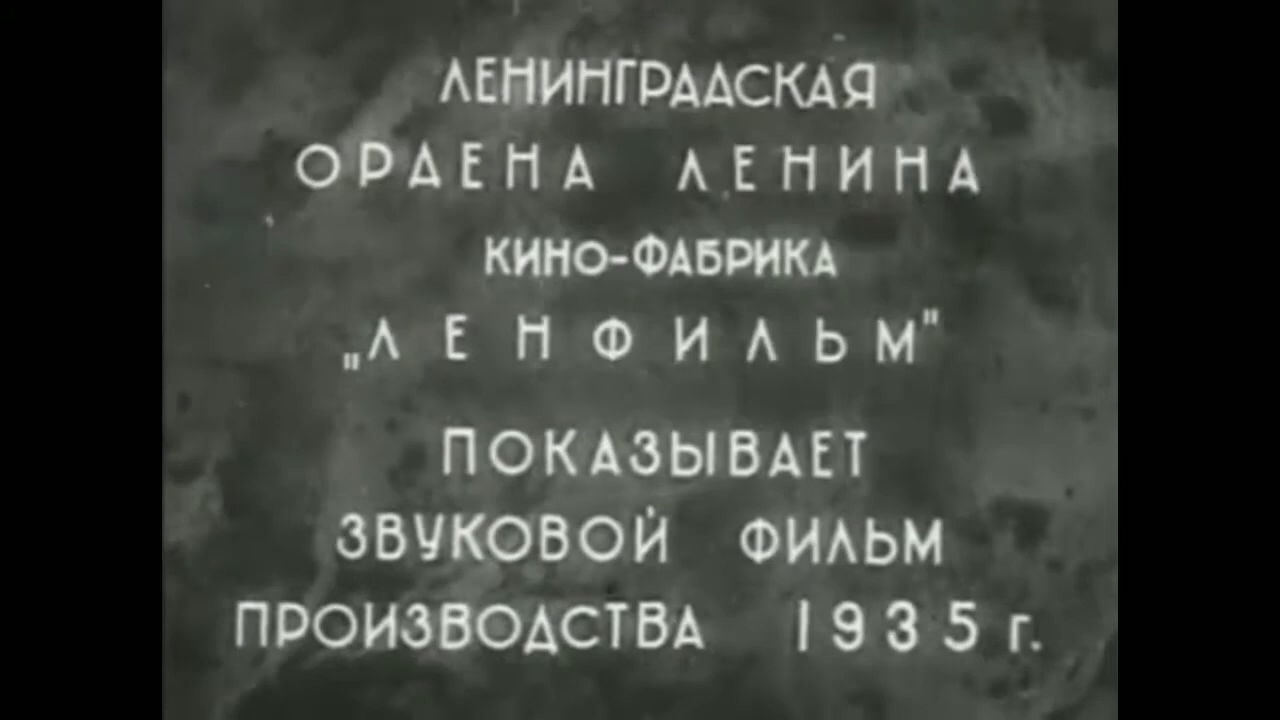 ЛЕНИНГРАДСКАЯ
ОРДЕНА ЛЕНИНА
КИНО-ФАБРИКА
„ЛЕНФИЛЬМ"
ПОКАЗЫВАЕТ
ЗВУКОВОЙ ФИЛЬМ
ПРОИЗВОДСТВА 1935 г.